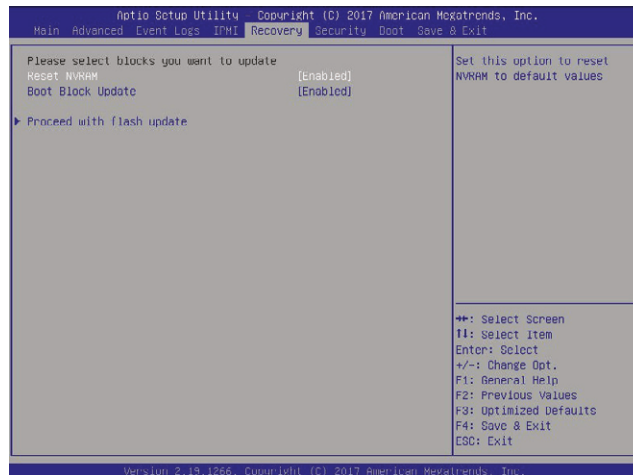 Aptio Setup Utility - Copyright (C) 2017 American Megatrends, Inc.
Main Advanced Event Logs IPMI Recovery Security Boot Save & Exit
Please select blocks you want to update
Reset NVRAM [Enabled]
Boot Block Update [Enabled]
▶ Proceed with flash update
Set this option to reset
NVRAM to default values
→←: Select Screen
↑↓: Select Item
Enter: Select
+/-: Change Opt.
F1: General Help
F2: Previous Values
F3: Optimized Defaults
F4: Save & Exit
ESC: Exit
Version 2.19.1266. Copyright (C) 2017 American Megatrends, Inc.